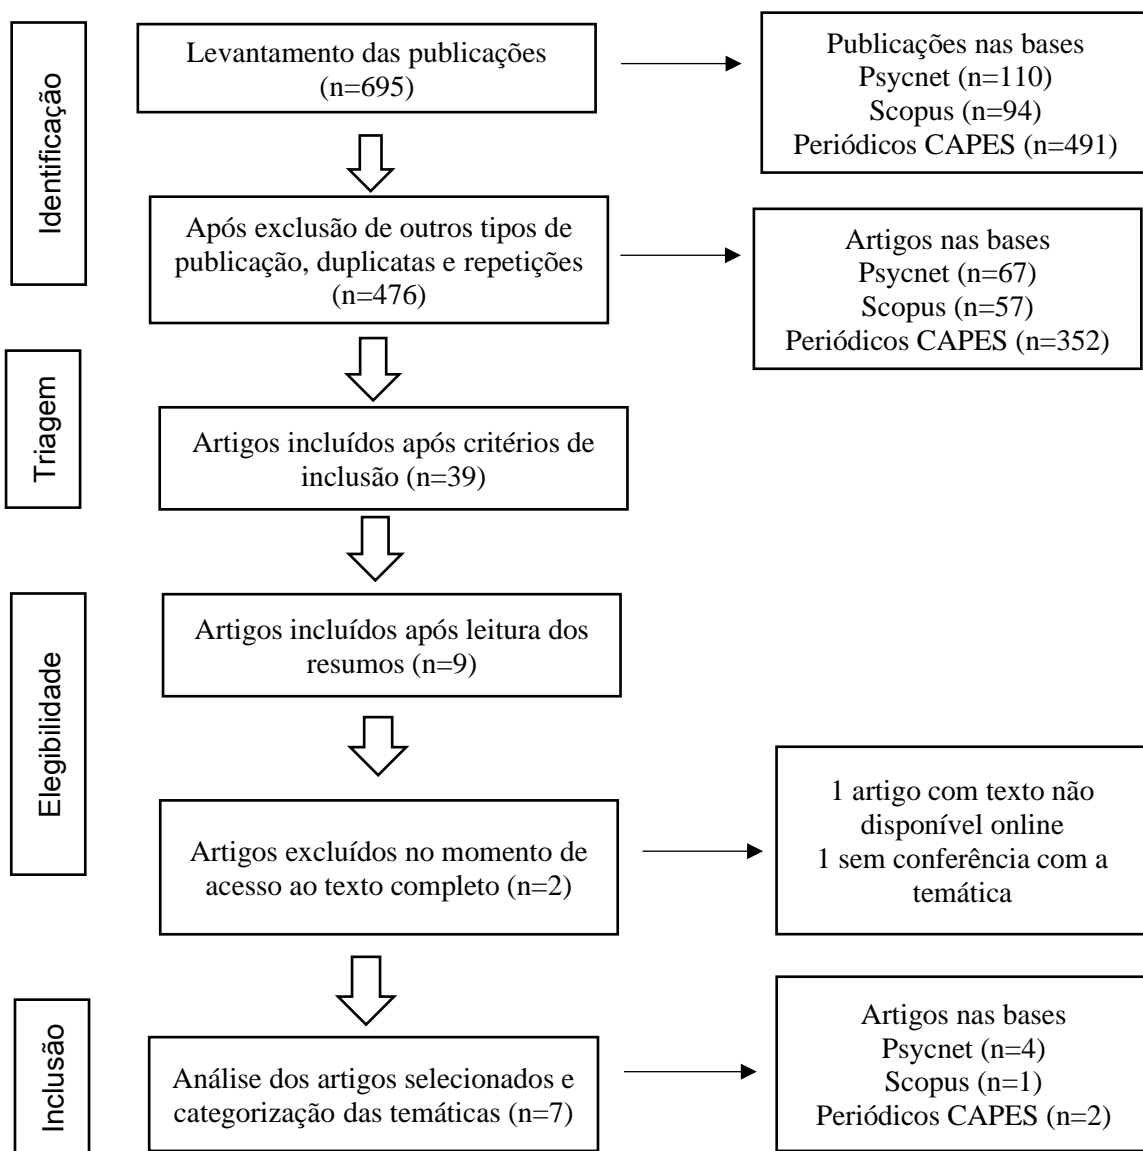 Identificação
Levantamento das publicações
(n=695)
Publicações nas bases
Psycnet (n=110)
Scopus (n=94)
Periódicos CAPES (n=491)
Após exclusão de outros tipos de
publicação, duplicatas e repetições
(n=476)
Artigos nas bases
Psycnet (n=67)
Scopus (n=57)
Periódicos CAPES (n=352)
Triagem
Artigos incluídos após critérios de
inclusão (n=39)
Elegibilidade
Artigos incluídos após leitura dos
resumos (n=9)
Artigos excluídos no momento de
acesso ao texto completo (n=2)
1 artigo com texto não
disponível online
1 sem conferência com a
temática
Inclusão
Análise dos artigos selecionados e
categorização das temáticas (n=7)
Artigos nas bases
Psycnet (n=4)
Scopus (n=1)
Periódicos CAPES (n=2)